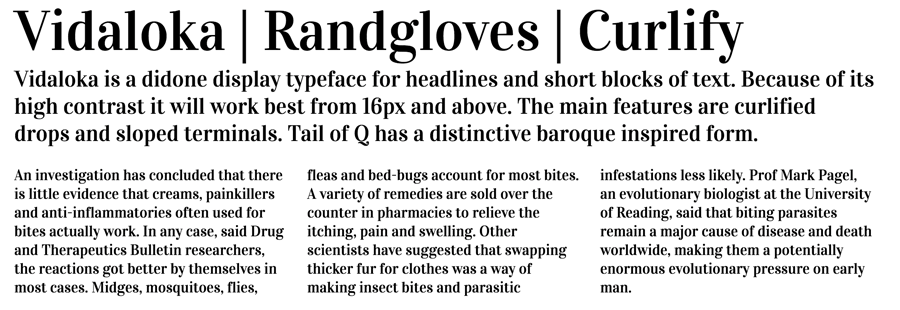 Vidaloka | Randgloves | Curlify
Vidaloka is a didone display typeface for headlines and short blocks of text. Because of its
high contrast it will work best from 16px and above. The main features are curlified
drops and sloped terminals. Tail of Q has a distinctive baroque inspired form.
An investigation has concluded that there
is little evidence that creams, painkillers
and anti-inflammatories often used for
bites actually work. In any case, said Drug
and Therapeutics Bulletin researchers,
the reactions got better by themselves in
most cases. Midges, mosquitoes, flies,
fleas and bed-bugs account for most bites.
A variety of remedies are sold over the
counter in pharmacies to relieve the
itching, pain and swelling. Other
scientists have suggested that swapping
thicker fur for clothes was a way of
making insect bites and parasitic
infestations less likely. Prof Mark Pagel,
an evolutionary biologist at the University
of Reading, said that biting parasites
remain a major cause of disease and death
worldwide, making them a potentially
enormous evolutionary pressure on early
man.